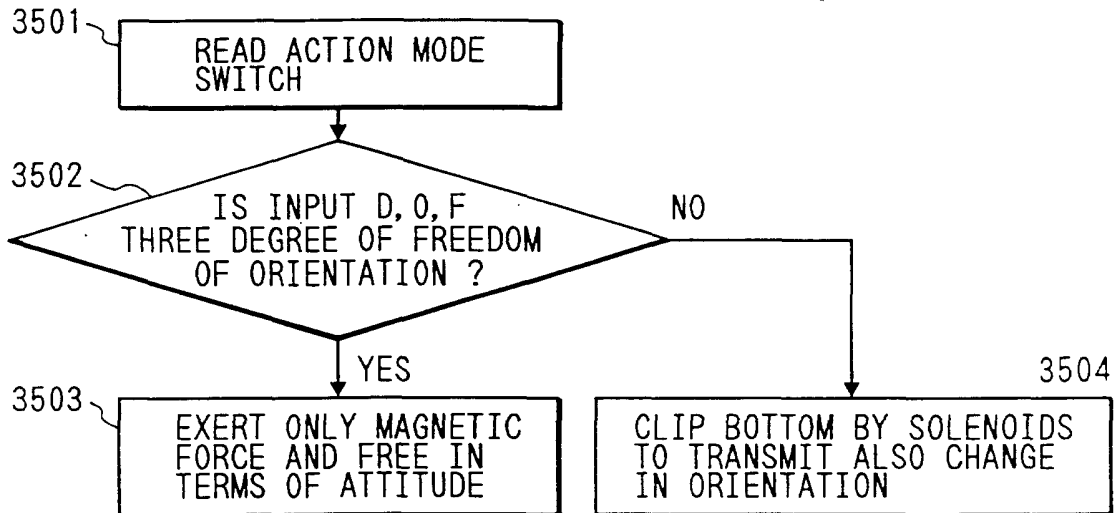 3501
READ ACTION MODE
SWITCH
3502
IS INPUT D, O, F
THREE DEGREE OF FREEDOM
OF ORIENTATION ?
NO
YES
3503
EXERT ONLY MAGNETIC
FORCE AND FREE IN
TERMS OF ATTITUDE
3504
CLIP BOTTOM BY SOLENOIDS
TO TRANSMIT ALSO CHANGE
IN ORIENTATION